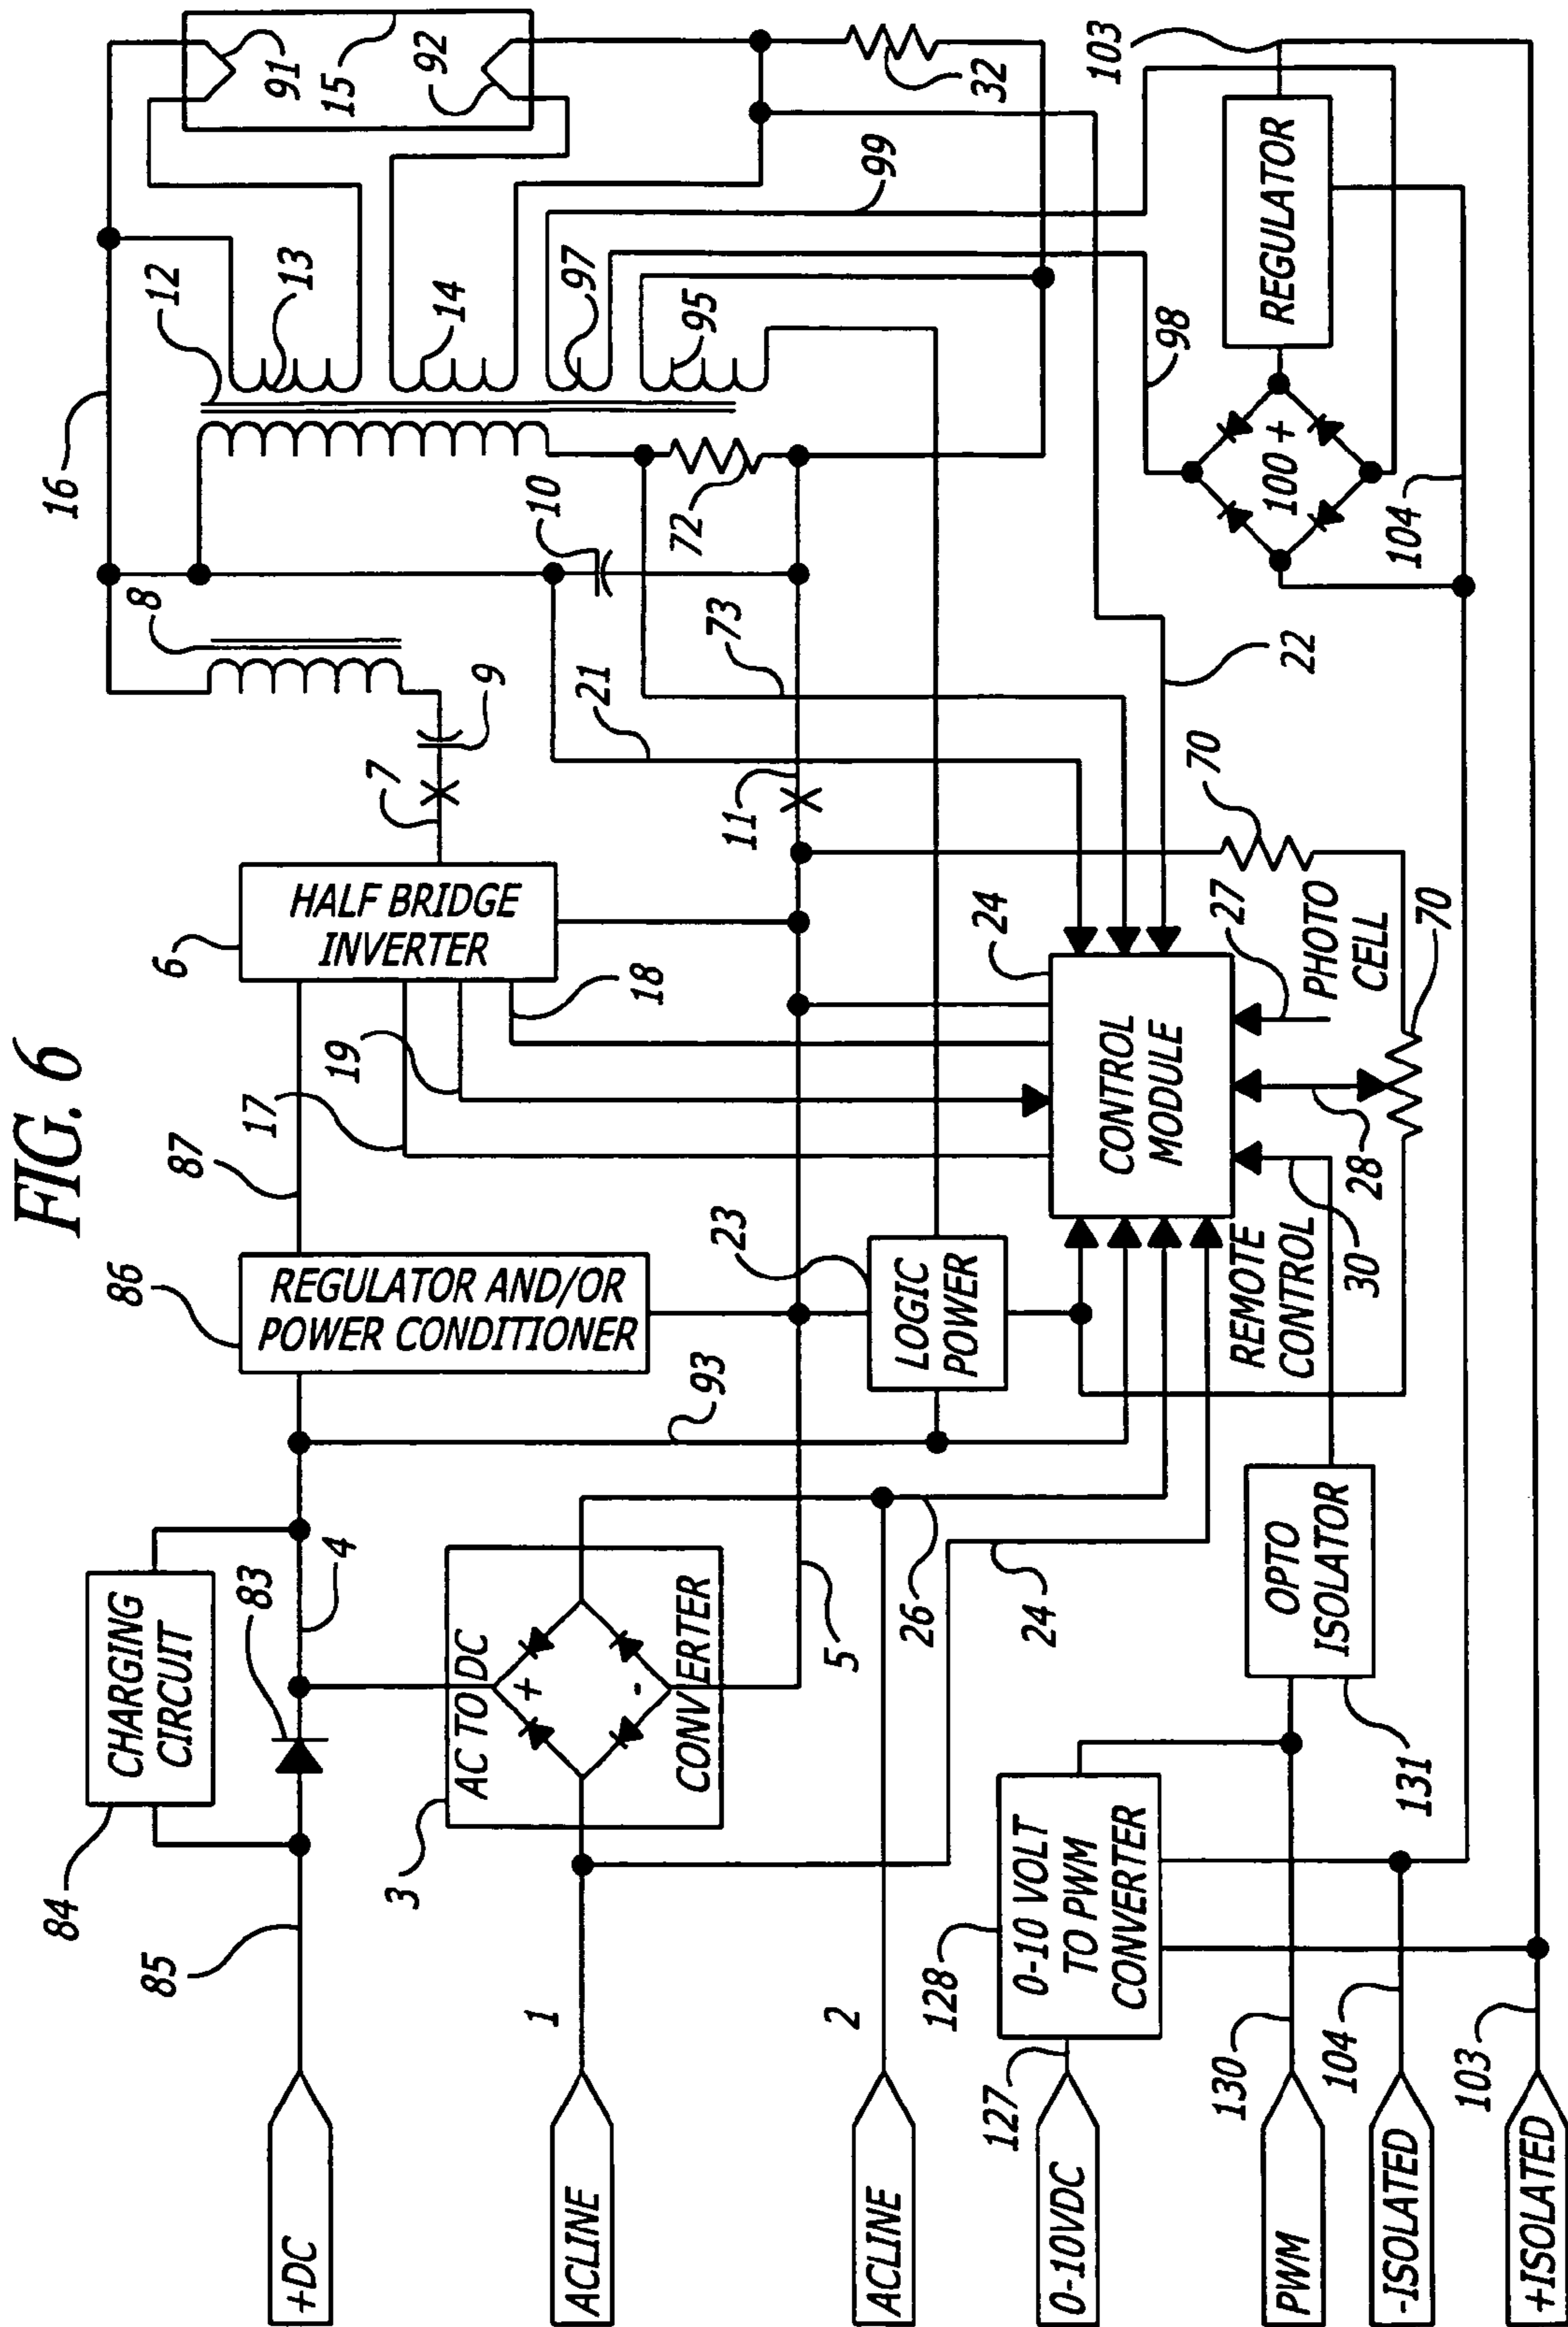 FIG. 6
+DC
85
84
CHARGING
CIRCUIT
83
4
86
REGULATOR AND/OR
POWER CONDITIONER
87
17
19
6
HALF BRIDGE
INVERTER
18
7
9
8
16
12
13
14
97
95
91
15
92
10
72
32
99
103
ACLINE
1
3
AC TO DC
+
-
CONVERTER
5
93
26
24
23
LOGIC
POWER
11
21
73
22
98
ACLINE
2
24
CONTROL
MODULE
70
27
PHOTO
CELL
70
28
30
REMOTE
CONTROL
100 +
REGULATOR
104
0-10VDC
127
128
0-10 VOLT
TO PWM
CONVERTER
OPTO
ISOLATOR
131
PWM
130
-ISOLATED
104
+ISOLATED
103